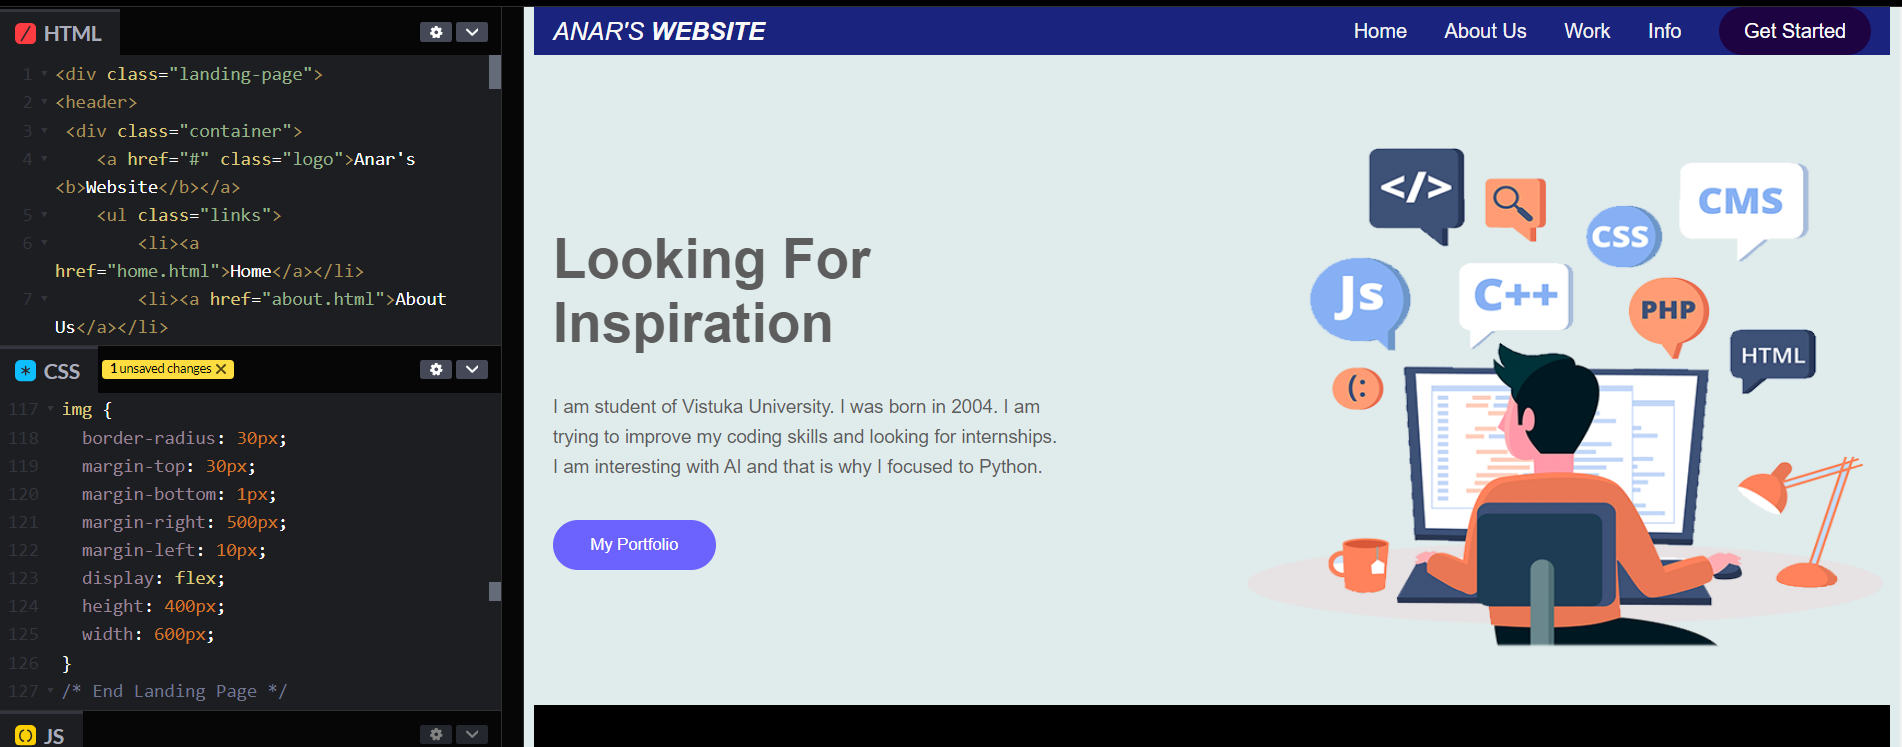 HTML
1 <div class="landing-page">
2 <header>
3 <div class="container">
4 <a href="#" class="logo">Anar's
<b>Website</b></a>
5 <ul class="links">
6 <li><a
href="home.html">Home</a></li>
7 <li><a href="about.html">About
Us</a></li>
CSS 1 unsaved changes
117 img {
118 border-radius: 30px;
119 margin-top: 30px;
120 margin-bottom: 1px;
121 margin-right: 500px;
122 margin-left: 10px;
123 display: flex;
124 height: 400px;
125 width: 600px;
126 }
127 /* End Landing Page */
JS
ANAR'S WEBSITE Home About Us Work Info Get Started
Looking For
Inspiration
I am student of Vistuka University. I was born in 2004. I am
trying to improve my coding skills and looking for internships.
I am interesting with AI and that is why I focused to Python.
My Portfolio
</>
CMS
CSS
Js
C++
PHP
HTML
(: